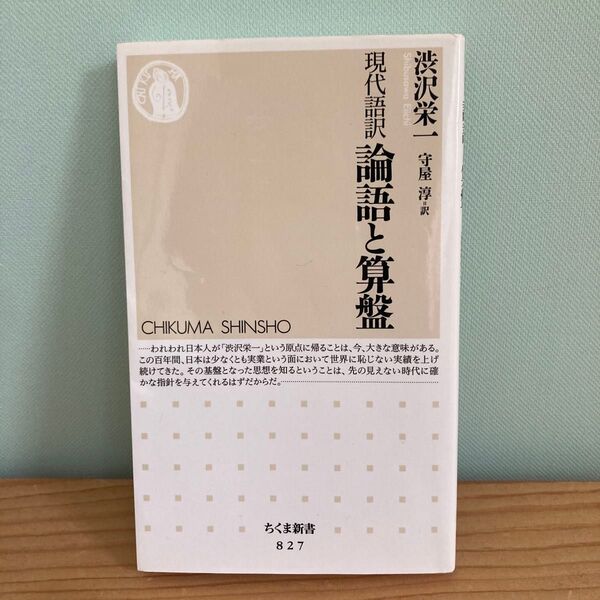 渋沢栄一
Shibusawa Eiichi
守屋 淳=訳
現代語訳
論語と算盤
CHIKUMA SHINSHO
……われわれ日本人が「渋沢栄一」という原点に帰ることは、今、大きな意味がある。
この百年間、日本は少なくとも実業という面において世界に恥じない実績を上げ
続けてきた。その基盤となった思想を知るということは、先の見えない時代に確
かな指針を与えてくれるはずだからだ。……
ちくま新書
827